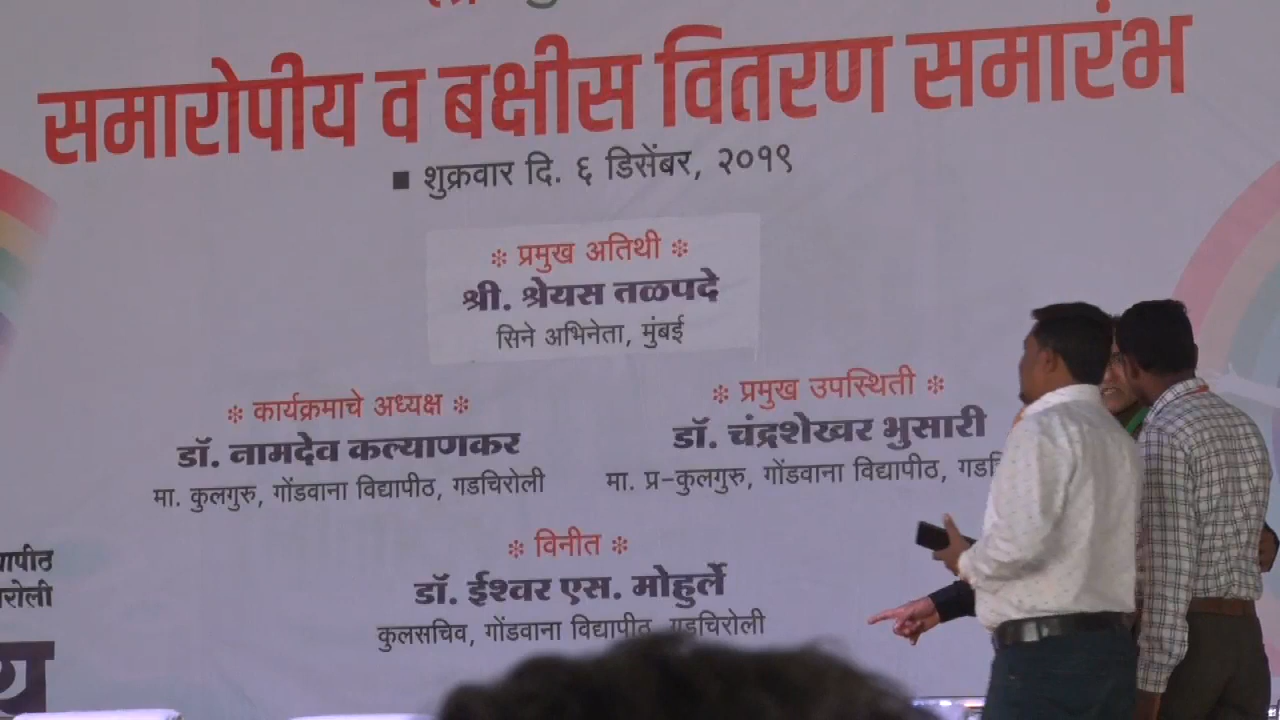 समारोपीय व बक्षीस वितरण समारंभ
■ शुक्रवार दि. ६ डिसेंबर, २०१९
❇ प्रमुख अतिथी ❇
श्री. श्रेयस तळपदे
सिने अभिनेता, मुंबई
❇ कार्यक्रमाचे अध्यक्ष ❇
डॉ. नामदेव कल्याणकर
मा. कुलगुरु, गोंडवाना विद्यापीठ, गडचिरोली
❇ प्रमुख उपस्थिती ❇
डॉ. चंद्रशेखर भुसारी
मा. प्र-कुलगुरु, गोंडवाना विद्यापीठ,
❇ विनीत ❇
डॉ. ईश्वर एस. मोहुर्ले
कुलसचिव, गोंडवाना विद्यापीठ, गडचिरोली